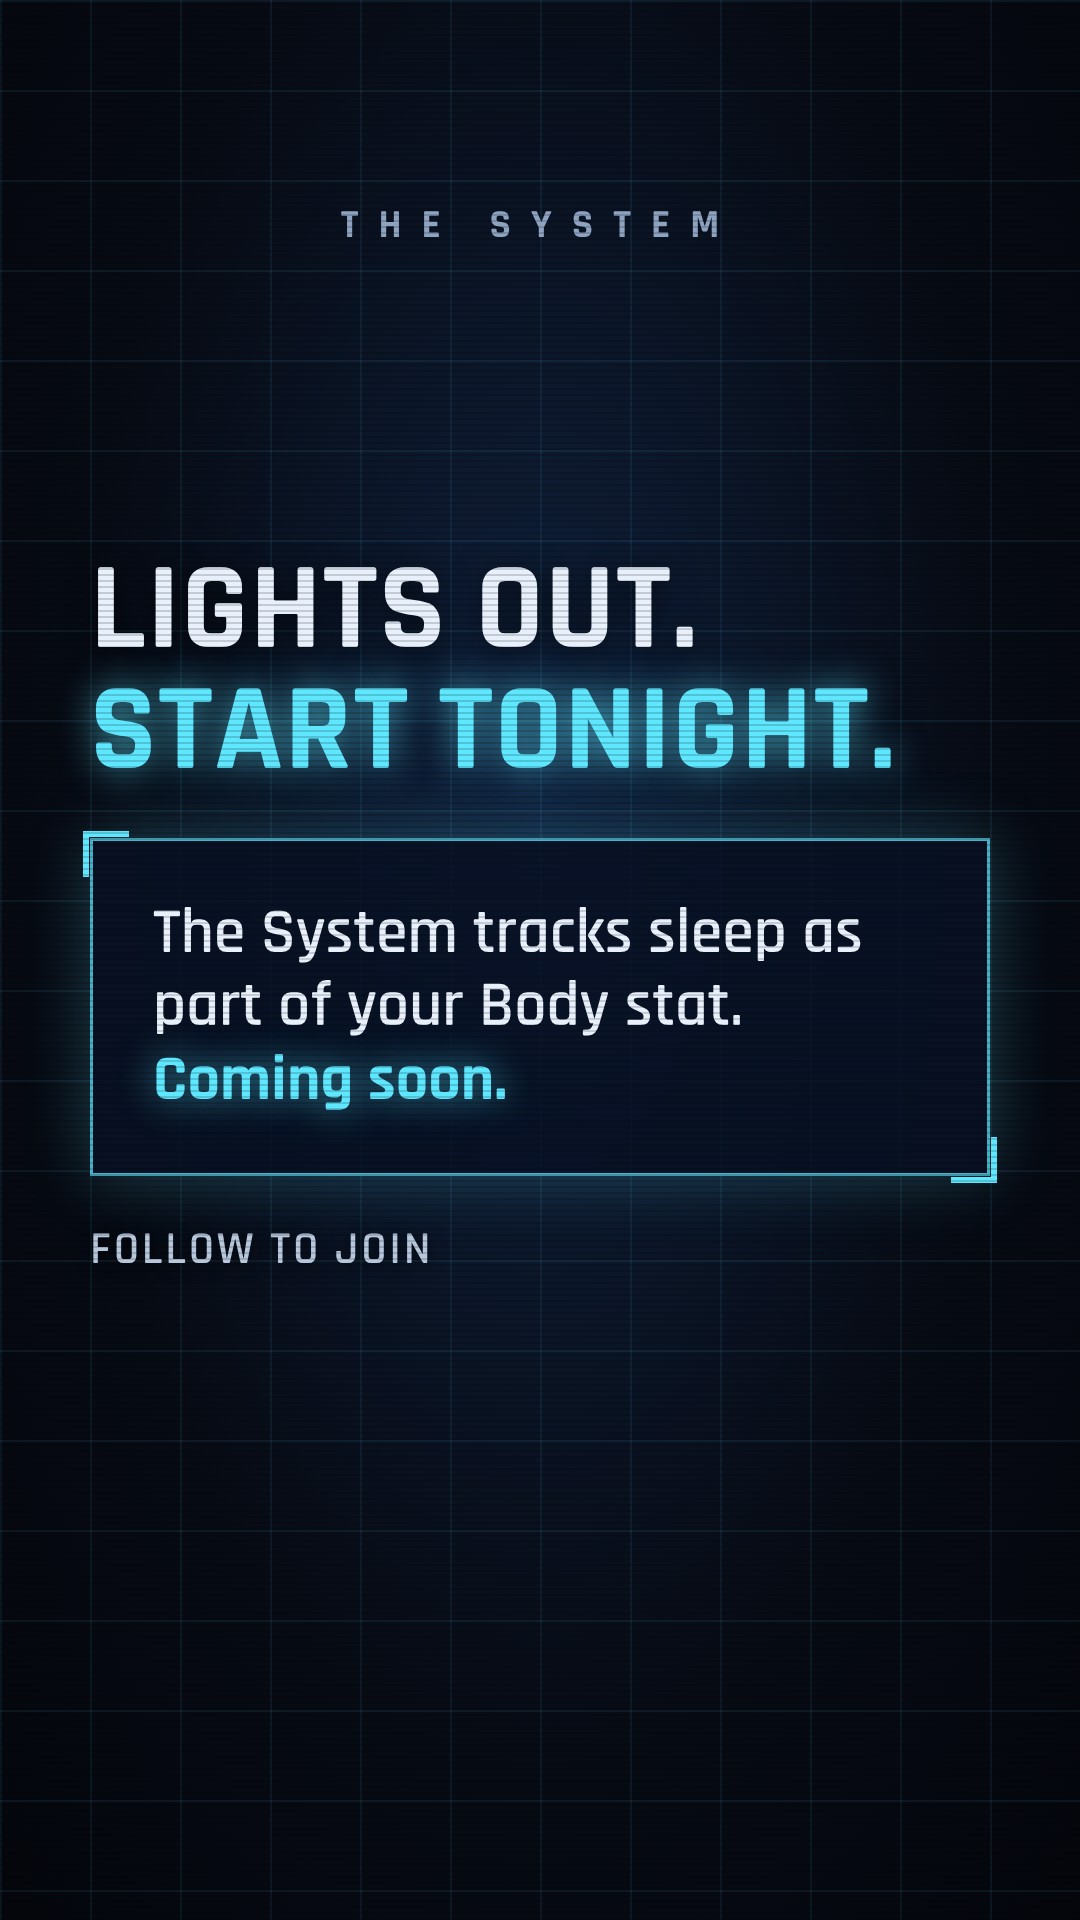 THE SYSTEM
LIGHTS OUT.
START TONIGHT.
The System tracks sleep as
part of your Body stat.
Coming soon.
FOLLOW TO JOIN